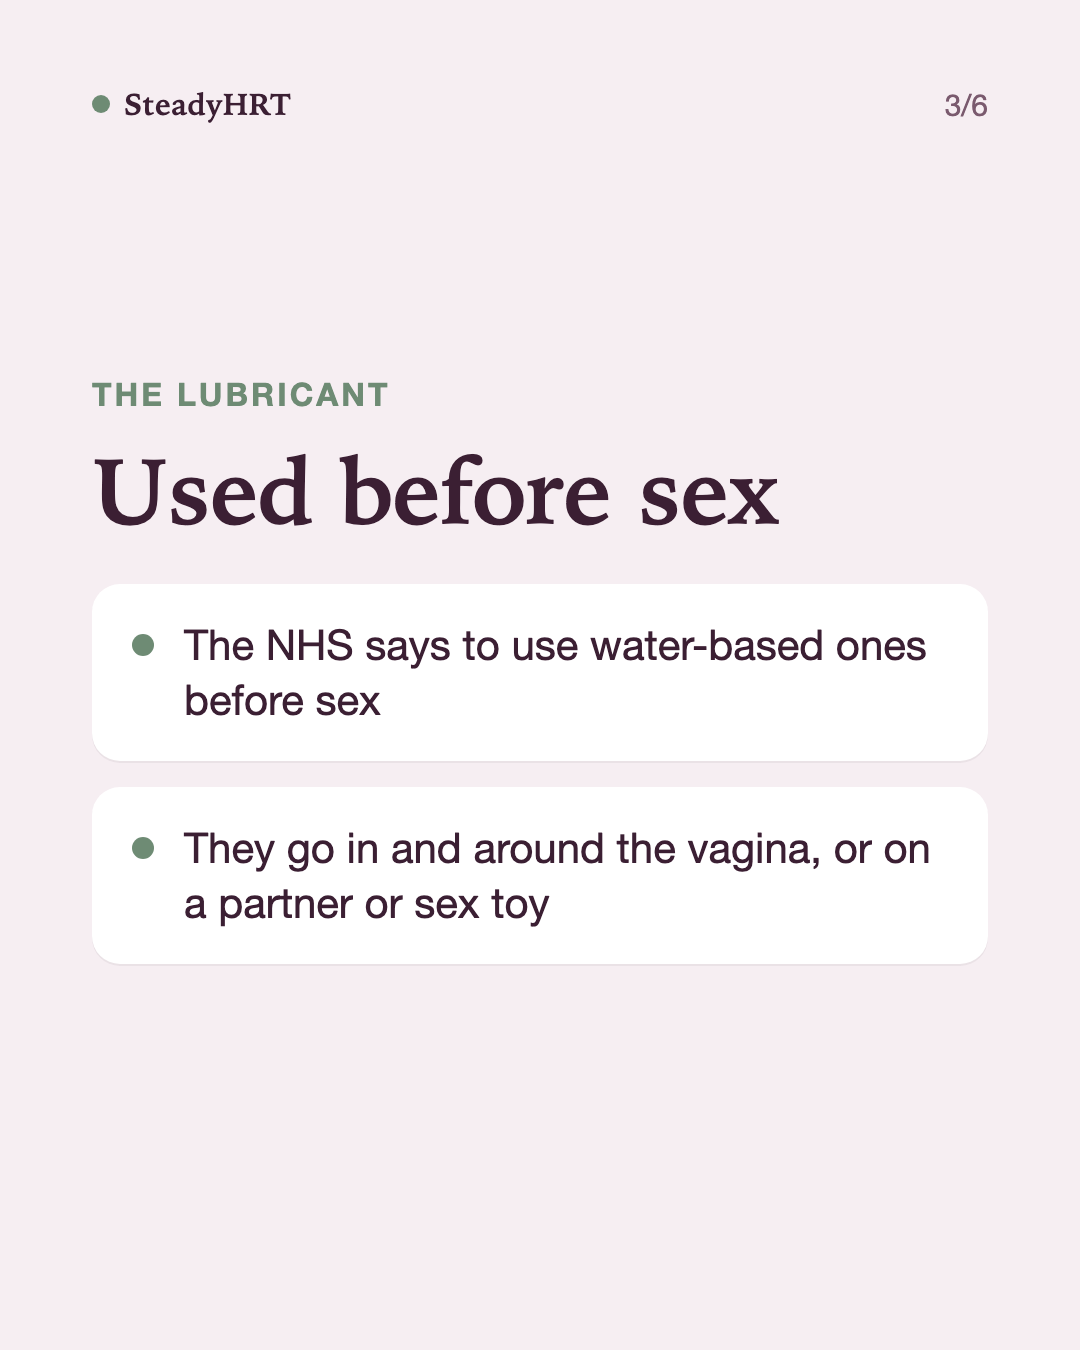 SteadyHRT
3/6
THE LUBRICANT
Used before sex
The NHS says to use water-based ones
before sex
They go in and around the vagina, or on
a partner or sex toy